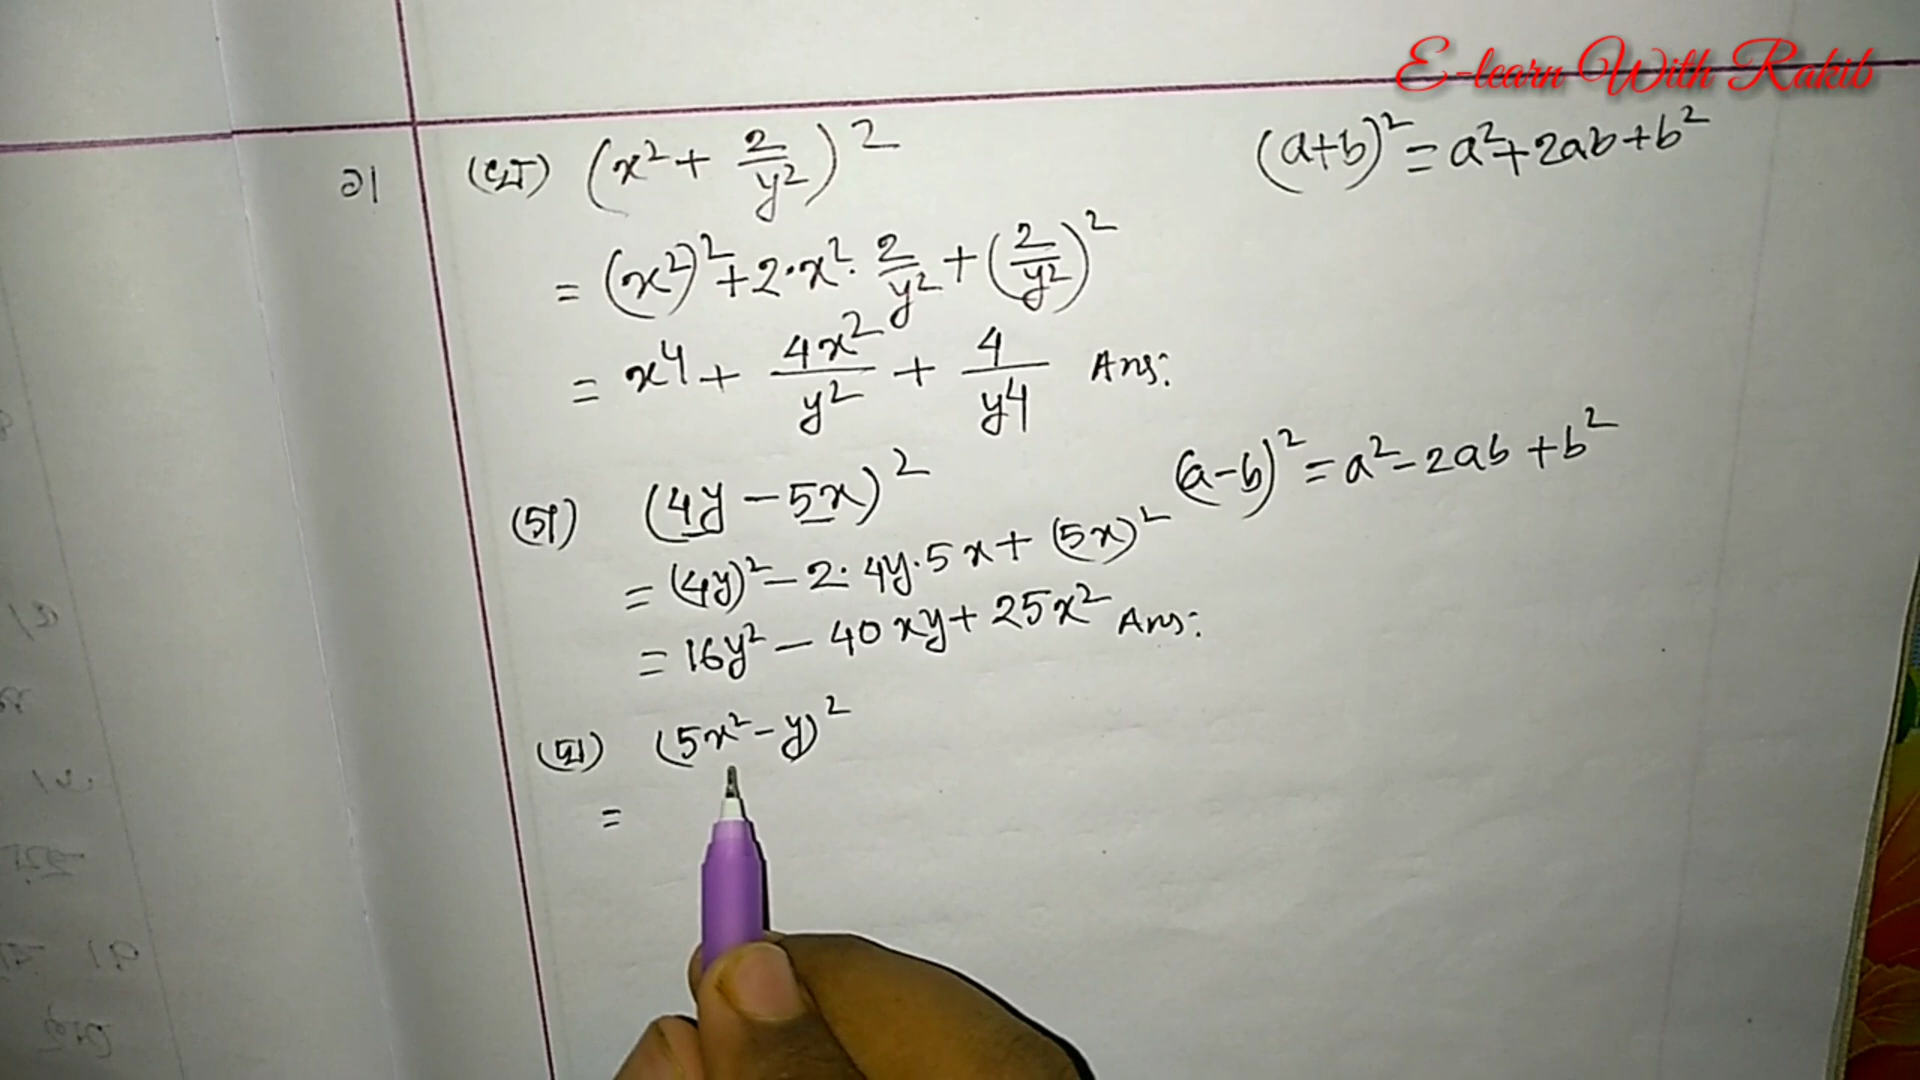 E-learn With Rakib
(a+b)² = a²+2ab+b²
১। (x² + 2/y²)²
= (x²)² + 2·x²· 2/y² + (2/y²)²
= x4 + 4x²/y² + 4/y4 Ans:
(a-b)² = a²-2ab+b²
(ঙ) (4y - 5x)²
= (4y)² - 2·4y·5x + (5x)²
= 16y² - 40xy + 25x² Ans:
(চ) (5x² - y)²
=